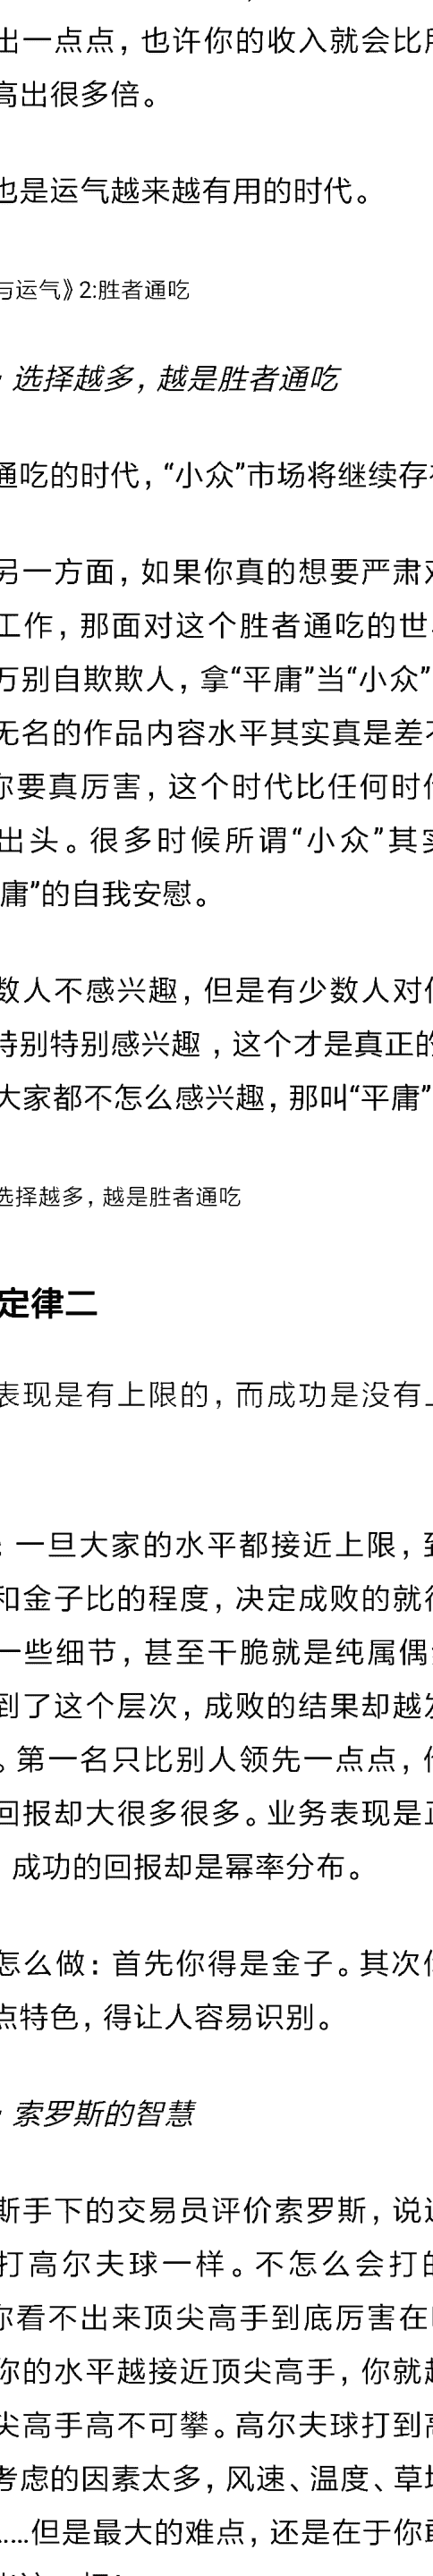 出一点点，也许你的收入就会比
高出很多倍。
也是运气越来越有用的时代。
与运气》2:胜者通吃
· 选择越多，越是胜者通吃
通吃的时代，“小众”市场将继续存
另一方面，如果你真的想要严肃
工作，那面对这个胜者通吃的世
万别自欺欺人，拿“平庸”当“小众”
无名的作品内容水平其实真是差
你要真厉害，这个时代比任何时
出头。很多时候所谓“小众”其
庸”的自我安慰。
数人不感兴趣，但是有少数人对
特别特别感兴趣，这个才是真正的
大家都不怎么感兴趣，那叫“平庸”
选择越多，越是胜者通吃
定律二
表现是有上限的，而成功是没有
：一旦大家的水平都接近上限，
和金子比的程度，决定成败的就
一些细节，甚至干脆就是纯属偶
到了这个层次，成败的结果却越
。第一名只比别人领先一点点，
回报却大很多很多。业务表现是
，成功的回报却是幂率分布。
怎么做：首先你得是金子。其次
点特色，得让人容易识别。
· 索罗斯的智慧
斯手下的交易员评价索罗斯，说
打高尔夫球一样。不怎么会打的
你看不出来顶尖高手到底厉害在
你的水平越接近顶尖高手，你就
尖高手高不可攀。高尔夫球打到
考虑的因素太多，风速、温度、草
……但是最大的难点，还是在于你